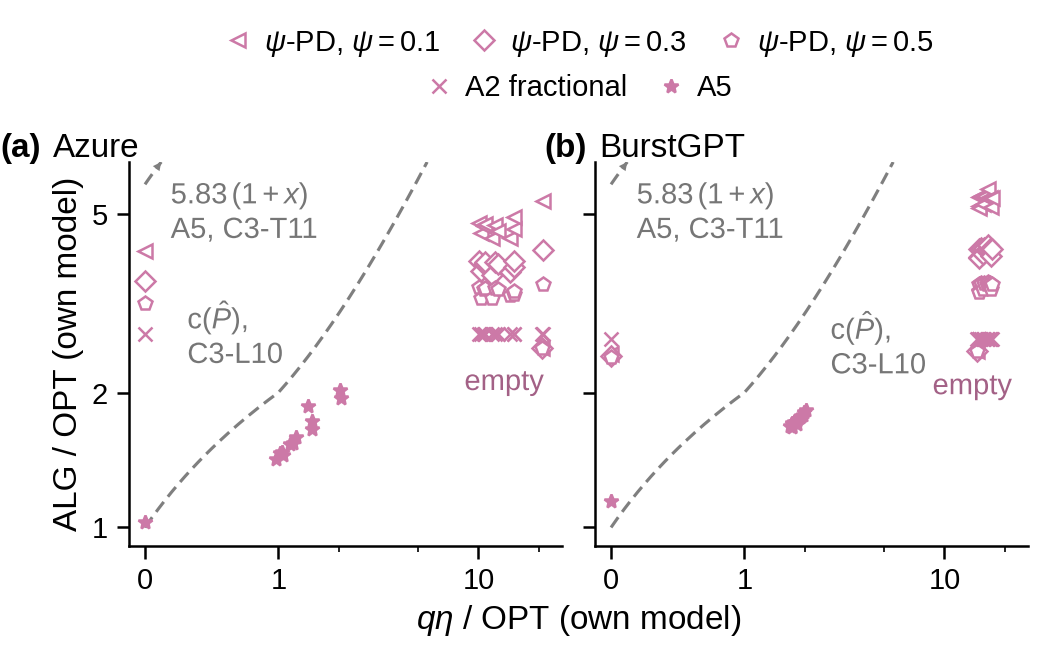 ψ-PD, ψ = 0.1 ψ-PD, ψ = 0.3 ψ-PD, ψ = 0.5
A2 fractional A5
(a) Azure
(b) BurstGPT
ALG / OPT (own model)
5
2
1
5.83 (1 + x)
A5, C3-T11
c(P̂),
C3-L10
empty
0 1 10
5.83 (1 + x)
A5, C3-T11
c(P̂),
C3-L10
empty
0 1 10
qη / OPT (own model)